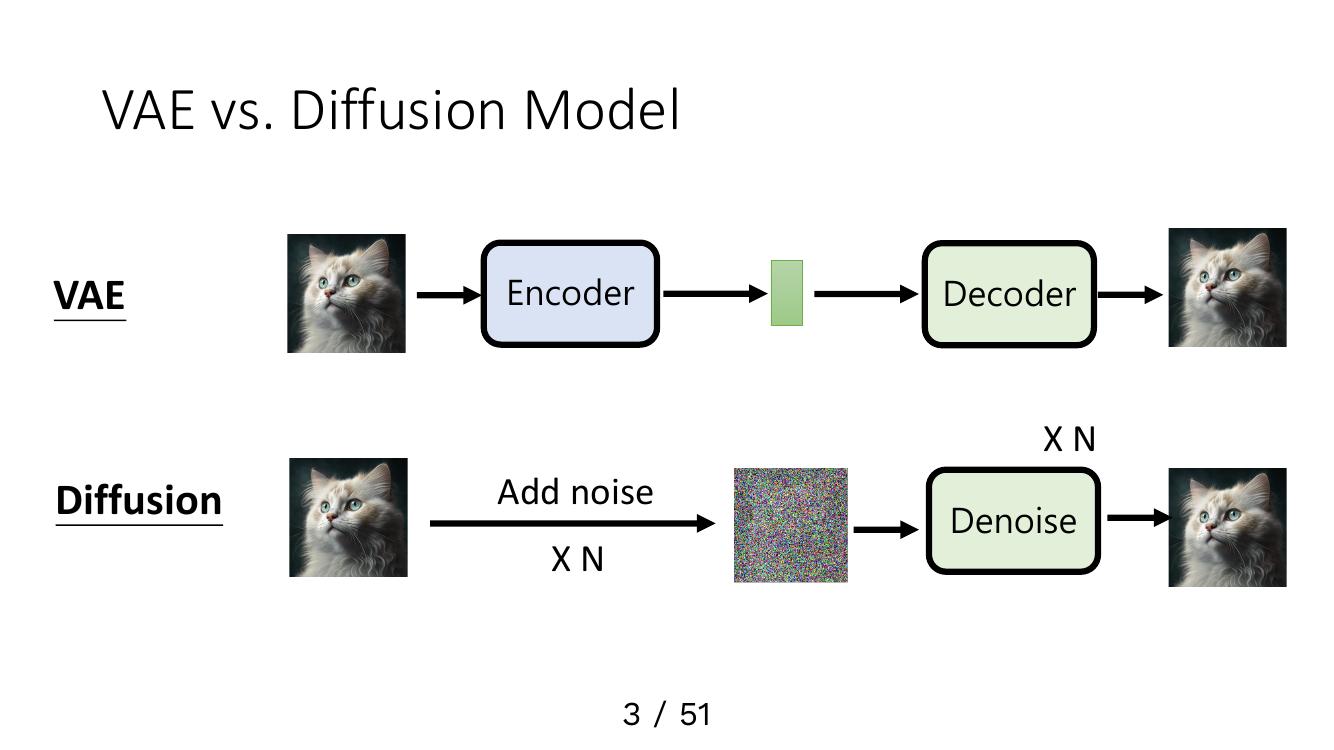 VAE vs. Diffusion Model
VAE
Encoder
Decoder
X N
Diffusion
Add noise
X N
Denoise
3 / 51